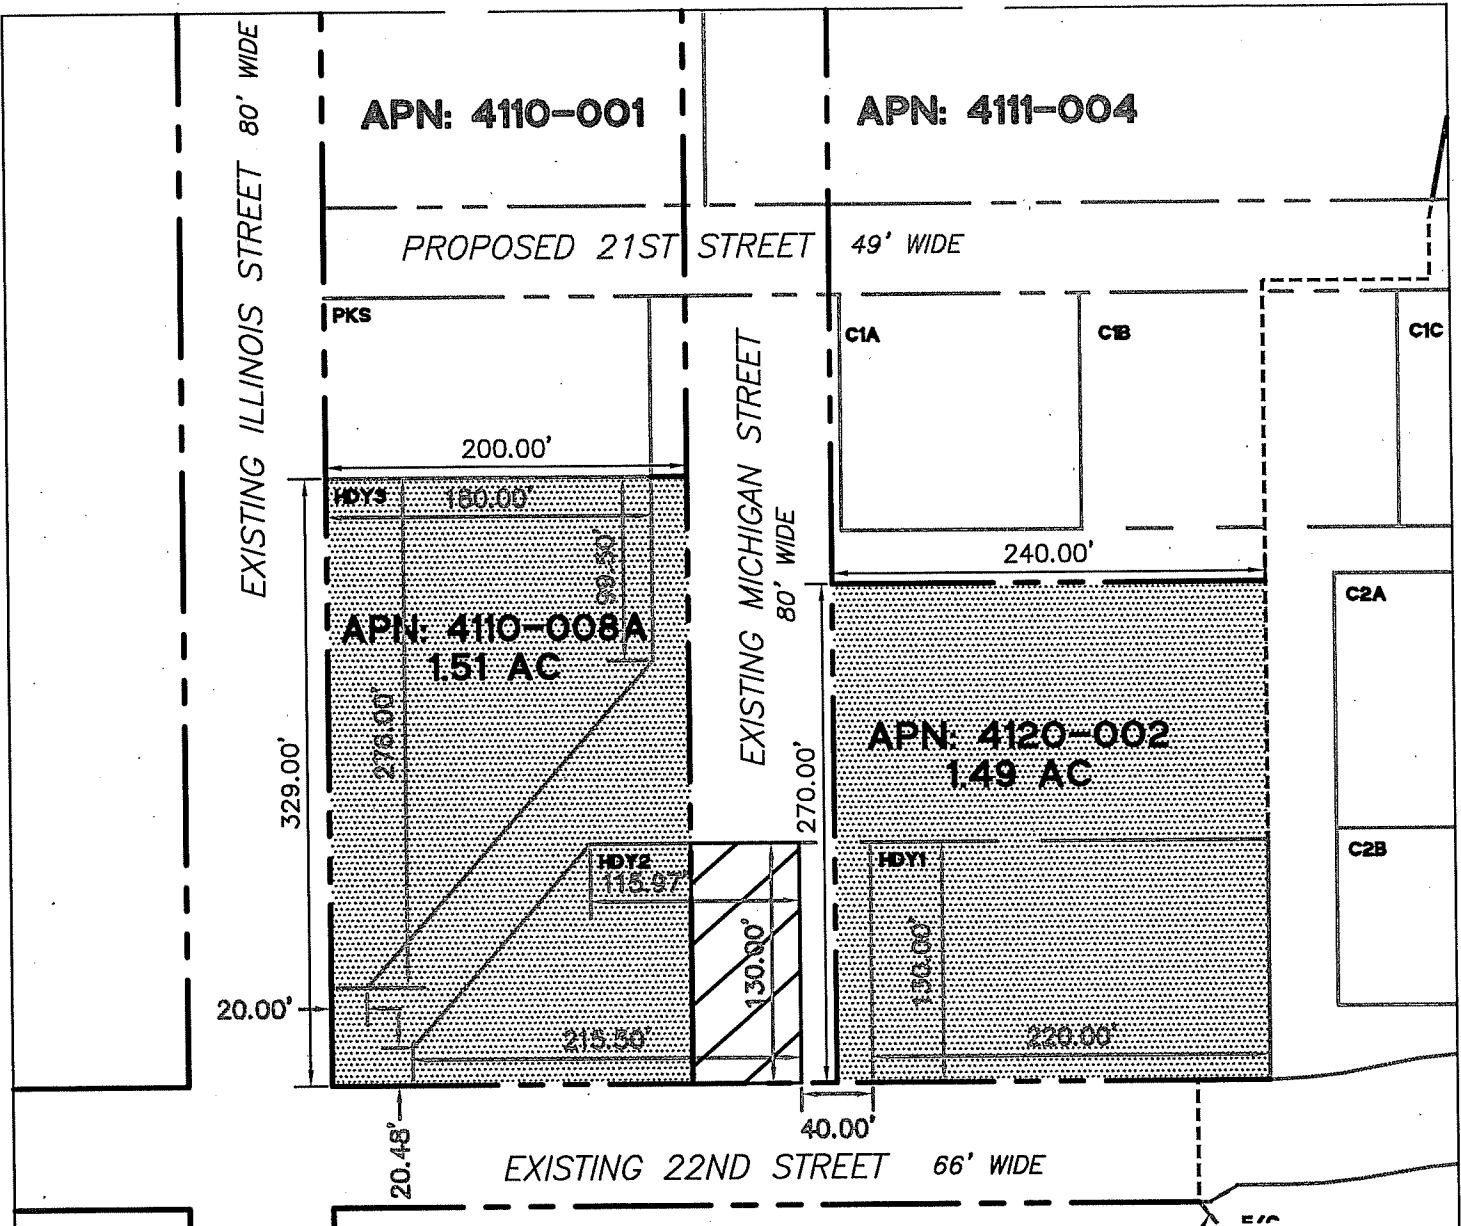 EXISTING ILLINOIS STREET 80' WIDE
APN: 4110-001
APN: 4111-004
PROPOSED 21ST STREET 49' WIDE
PKS
C1A
C1B
C1C
EXISTING MICHIGAN STREET
80' WIDE
200.00'
HDY3
180.00'
99.50'
240.00'
C2A
APN: 4110-008A
1.51 AC
276.00'
329.00'
270.00'
APN: 4120-002
1.49 AC
C2B
HDY2
115.97'
HDY1
130.00'
130.00'
20.00'
215.50'
220.00'
40.00'
20.48'
EXISTING 22ND STREET 66' WIDE